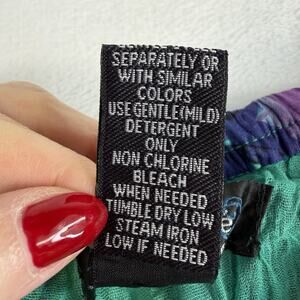 SEPARATELY OR
WITH SIMILAR
COLORS
USE GENTLE(MILD)
DETERGENT
ONLY
NON CHLORINE
BLEACH
WHEN NEEDED
TUMBLE DRY LOW
STEAM IRON
LOW IF NEEDED